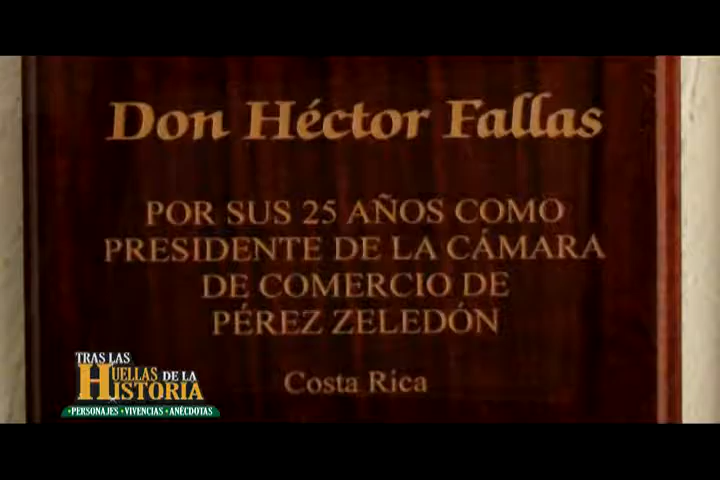 Don Héctor Fallas
POR SUS 25 AÑOS COMO
PRESIDENTE DE LA CÁMARA
DE COMERCIO DE
PÉREZ ZELEDÓN
Costa Rica
TRAS LAS
HUELLAS DE LA
HISTORIA
• PERSONAJES • VIVENCIAS • ANÉCDOTAS